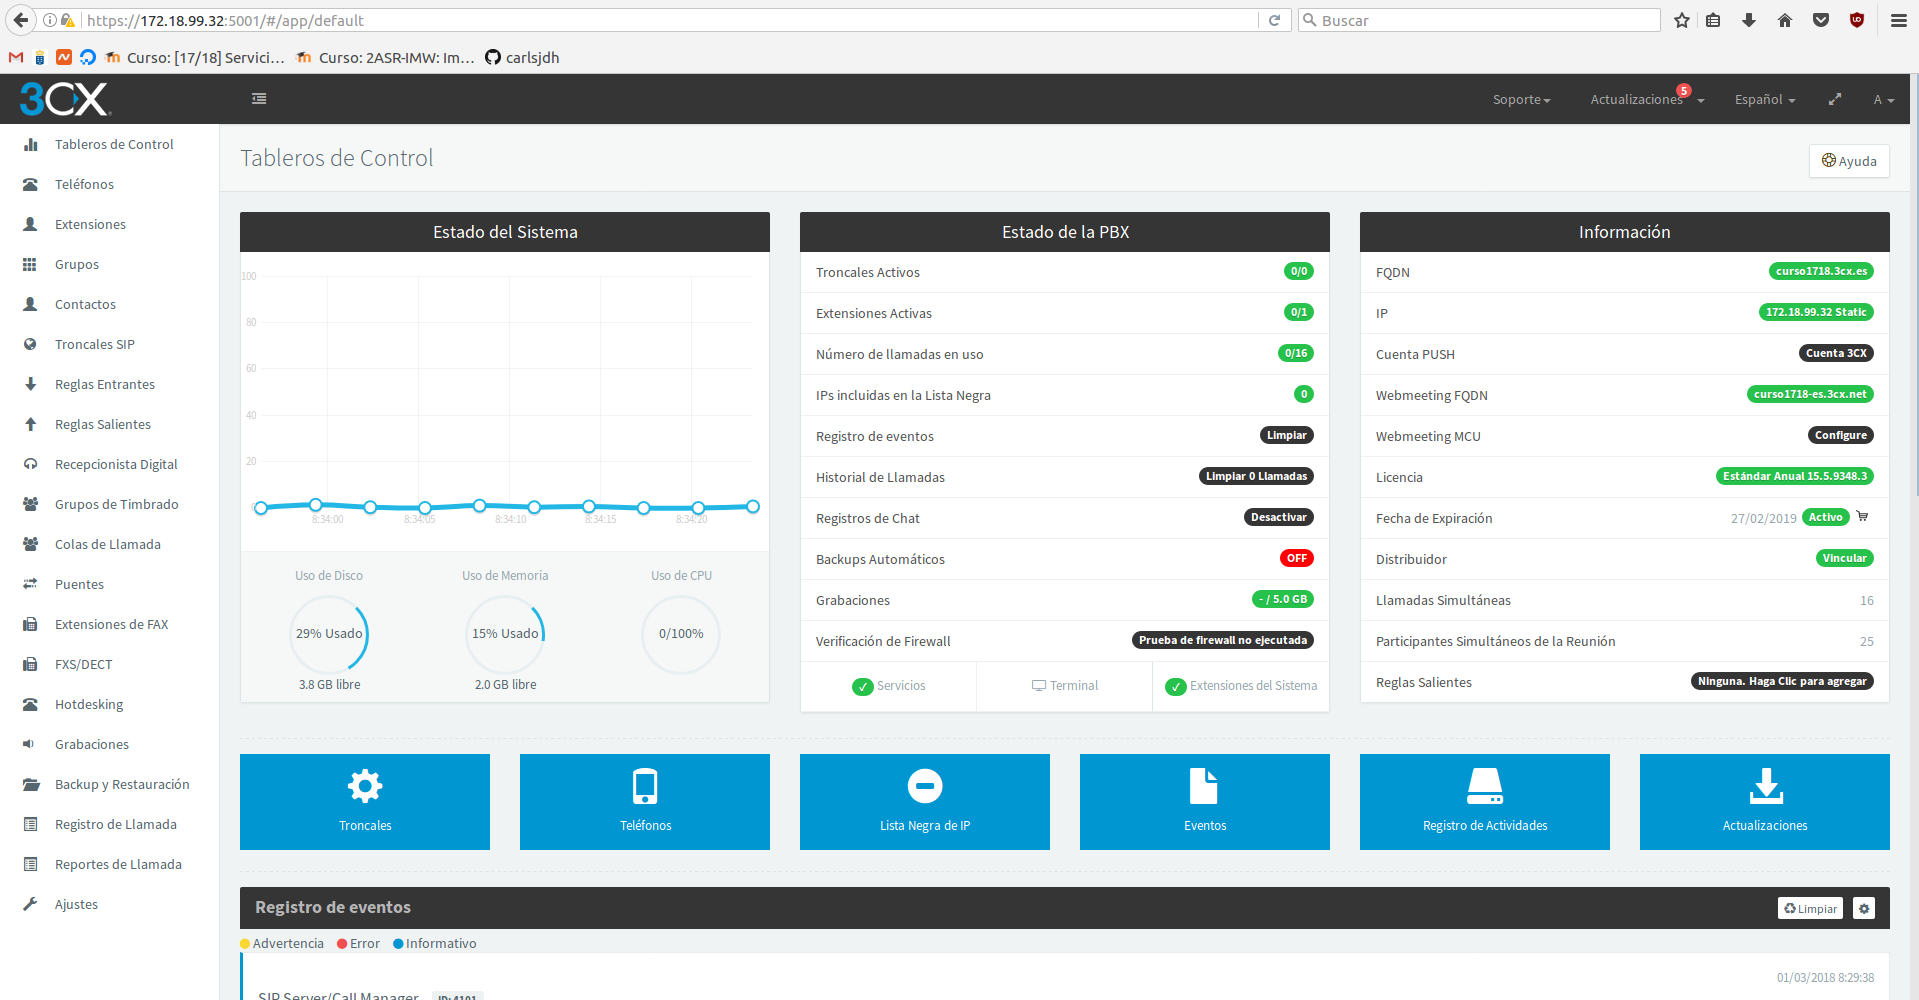 https://172.18.99.32:5001/#/app/default
Buscar
Curso: [17/18] Servici...
Curso: 2ASR-IMW: Im...
carlsjdh
3CX
Soporte
Actualizaciones 5
Español
A
Tableros de Control
Teléfonos
Extensiones
Grupos
Contactos
Troncales SIP
Reglas Entrantes
Reglas Salientes
Recepcionista Digital
Grupos de Timbrado
Colas de Llamada
Puentes
Extensiones de FAX
FXS/DECT
Hotdesking
Grabaciones
Backup y Restauración
Registro de Llamada
Reportes de Llamada
Ajustes
Tableros de Control
Ayuda
Estado del Sistema
100
80
60
40
20
8:34:00 8:34:05 8:34:10 8:34:15 8:34:20
Uso de Disco Uso de Memoria Uso de CPU
29% Usado 15% Usado 0/100%
3.8 GB libre 2.0 GB libre
Estado de la PBX
Troncales Activos 0/0
Extensiones Activas 0/1
Número de llamadas en uso 0/16
IPs incluidas en la Lista Negra 0
Registro de eventos Limpiar
Historial de Llamadas Limpiar 0 Llamadas
Registros de Chat Desactivar
Backups Automáticos OFF
Grabaciones - / 5.0 GB
Verificación de Firewall Prueba de firewall no ejecutada
Servicios Terminal Extensiones del Sistema
Información
FQDN curso1718.3cx.es
IP 172.18.99.32 Static
Cuenta PUSH Cuenta 3CX
Webmeeting FQDN curso1718-es.3cx.net
Webmeeting MCU Configure
Licencia Estándar Anual 15.5.9348.3
Fecha de Expiración 27/02/2019 Activo
Distribuidor Vincular
Llamadas Simultáneas 16
Participantes Simultáneos de la Reunión 25
Reglas Salientes Ninguna. Haga Clic para agregar
Troncales
Teléfonos
Lista Negra de IP
Eventos
Registro de Actividades
Actualizaciones
Registro de eventos
Limpiar
Advertencia Error Informativo
01/03/2018 8:29:38
SIP Server/Call Manager ID:4101